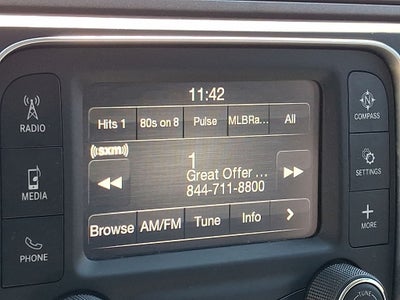 11:42
Hits 1 80s on 8 Pulse MLBRa... All
((sxm))
1
Great Offer ...
844-711-8800
Browse AM/FM Tune Info >
RADIO
MEDIA
PHONE
N
COMPASS
SETTINGS
+
MORE
TUNE